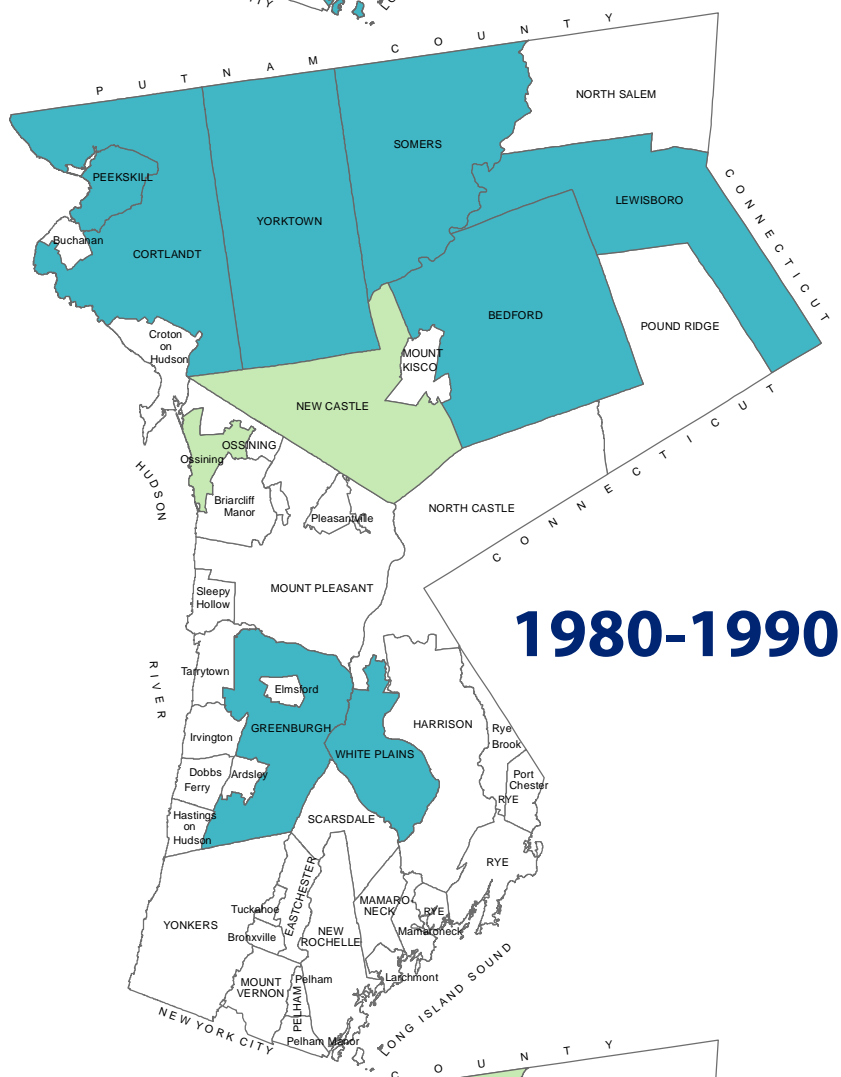 PUTNAM COUNTY
NORTH SALEM
SOMERS
PEEKSKILL
LEWISBORO
CONNECTICUT
YORKTOWN
Buchanan
CORTLANDT
BEDFORD
POUND RIDGE
Croton
on
Hudson
MOUNT
KISCO
NEW CASTLE
OSSINING
Ossining
HUDSON
Briarcliff
Manor
Pleasantville
NORTH CASTLE
CONNECTICUT
MOUNT PLEASANT
Sleepy
Hollow
1980-1990
Tarrytown
RIVER
Elmsford
GREENBURGH
HARRISON
Rye
Brook
Irvington
WHITE PLAINS
Dobbs
Ferry
Ardsley
Port
Chester
RYE
Hastings
on
Hudson
SCARSDALE
RYE
EASTCHESTER
MAMARO
NECK
Tuckahoe
RYE
YONKERS
Bronxville
NEW
ROCHELLE
Mamaroneck
Larchmont
MOUNT
VERNON
Pelham
PELHAM
LONG ISLAND SOUND
NEW YORK CITY
Pelham Manor
COUNTY